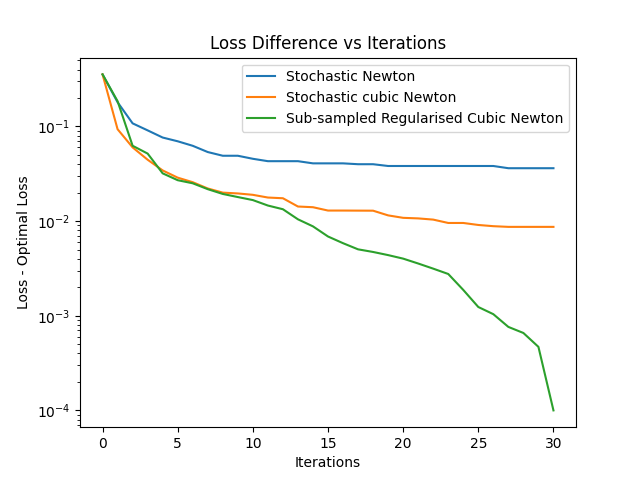 Loss Difference vs Iterations
Stochastic Newton
Stochastic cubic Newton
Sub-sampled Regularised Cubic Newton
Loss - Optimal Loss
10⁻¹
10⁻²
10⁻³
10⁻⁴
0 5 10 15 20 25 30
Iterations